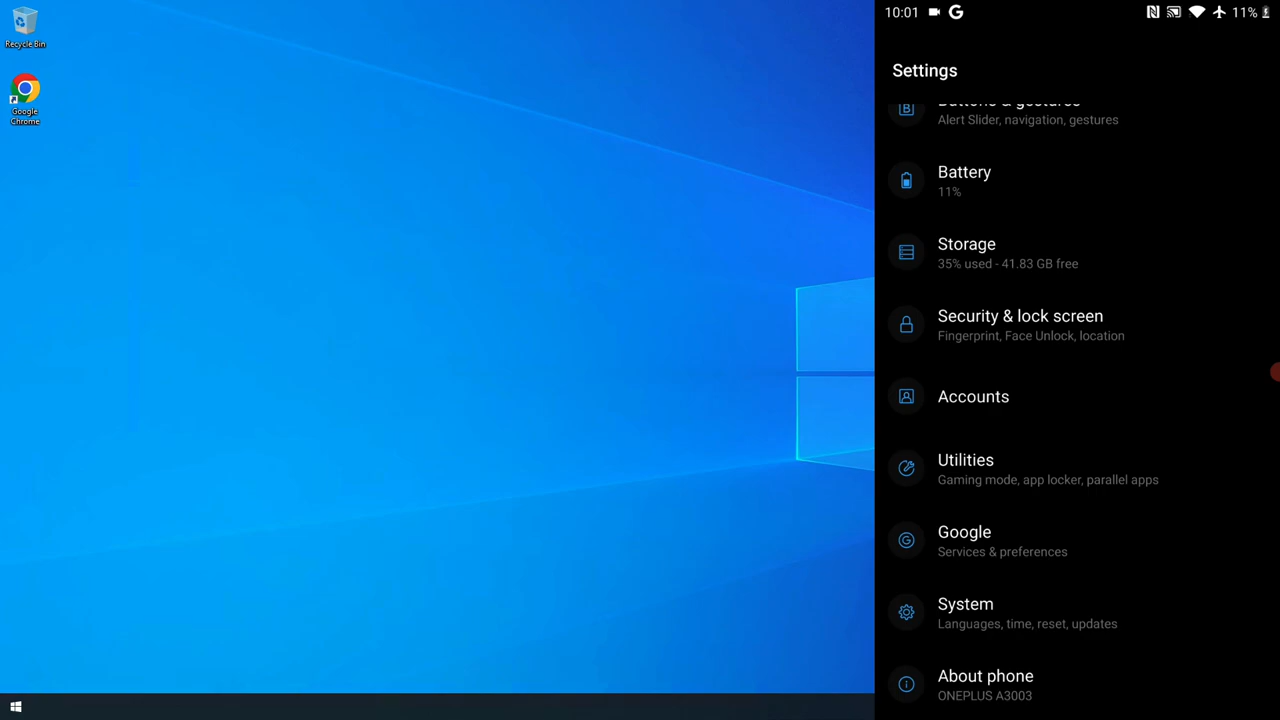 Recycle Bin
Google
Chrome
10:01
11%
Settings
Buttons & gestures
Alert Slider, navigation, gestures
Battery
11%
Storage
35% used - 41.83 GB free
Security & lock screen
Fingerprint, Face Unlock, location
Accounts
Utilities
Gaming mode, app locker, parallel apps
Google
Services & preferences
System
Languages, time, reset, updates
About phone
ONEPLUS A3003